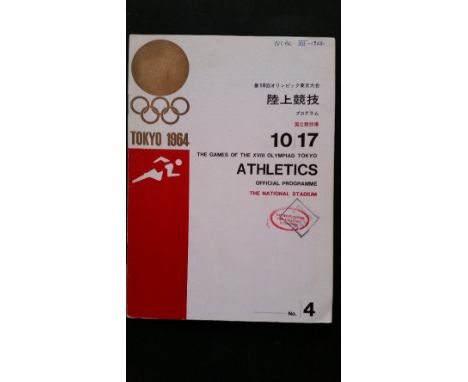 TOKYO 1964
第18回オリンピック東京大会
陸上競技
プログラム
国立競技場
10 17
THE GAMES OF THE XVIII OLYMPIAD TOKYO
ATHLETICS
OFFICIAL PROGRAMME
THE NATIONAL STADIUM
No. 4